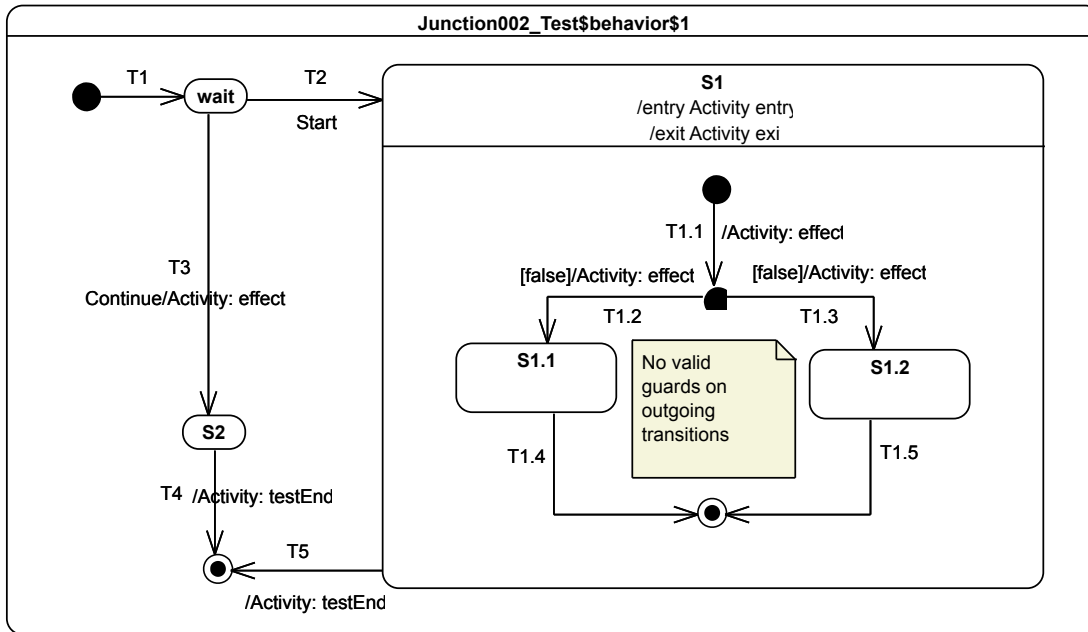 Junction002_Test$behavior$1
T1
T2
wait
Start
S1
/entry Activity entry
/exit Activity exi
T1.1
/Activity: effect
T3
Continue/Activity: effect
[false]/Activity: effect
[false]/Activity: effect
T1.2
T1.3
S1.1
S1.2
No valid
guards on
outgoing
transitions
S2
T1.4
T1.5
T4
/Activity: testEnd
T5
/Activity: testEnd